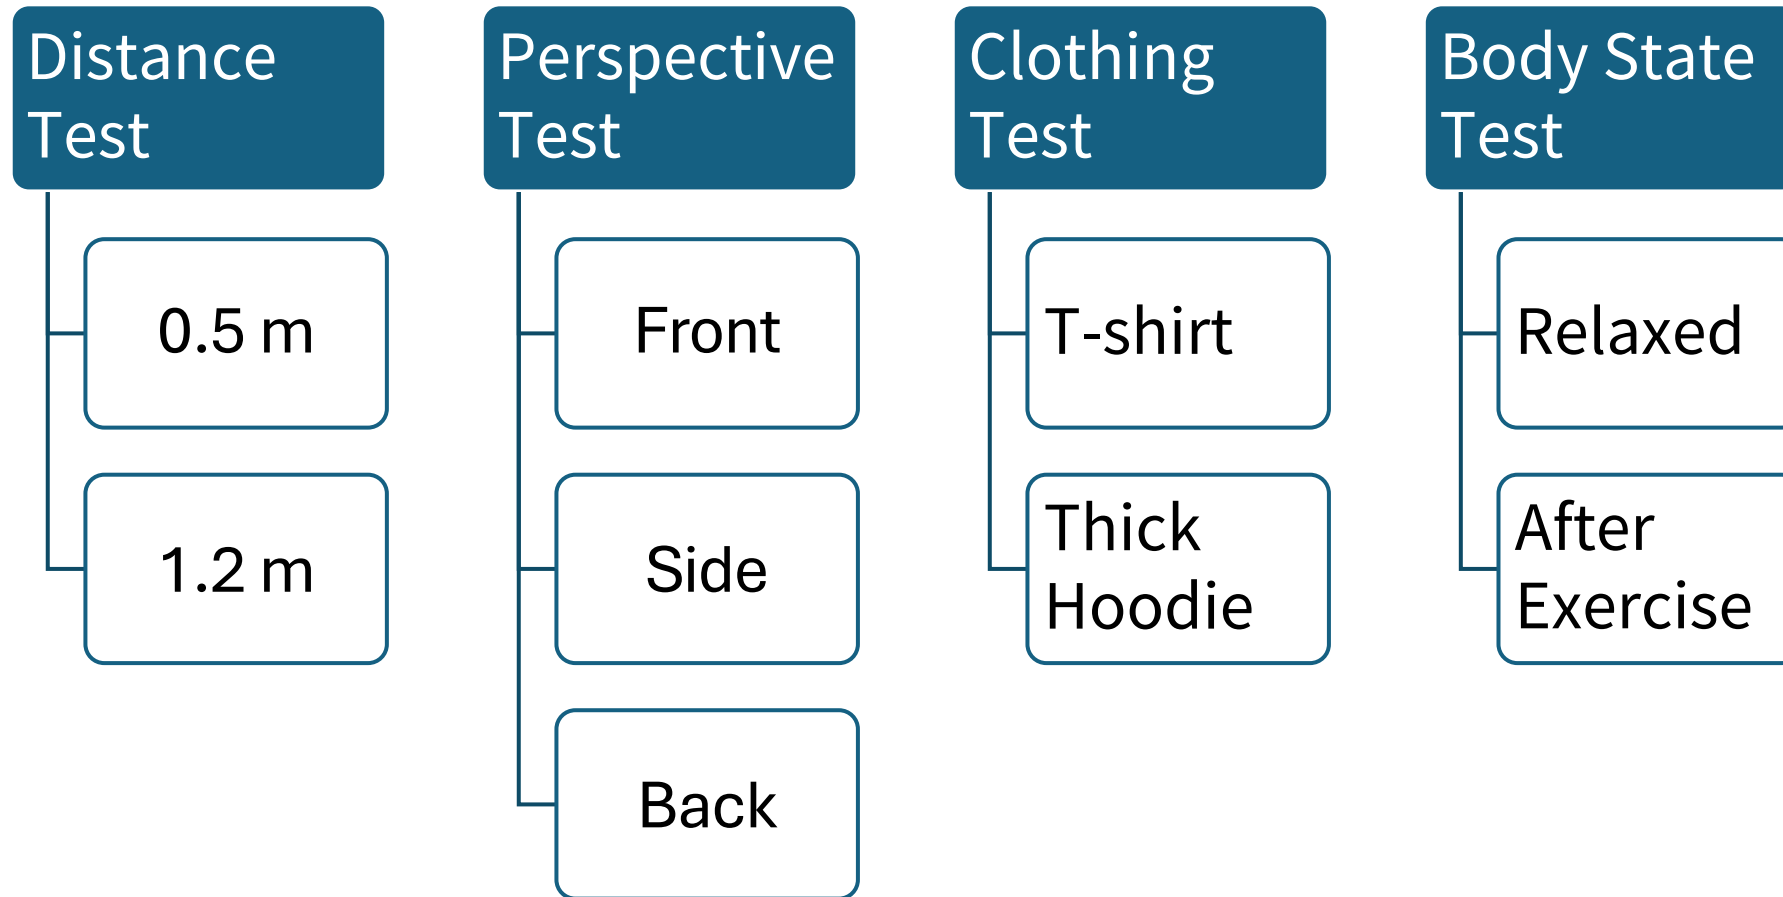 Distance
Test
0.5 m
1.2 m
Perspective
Test
Front
Side
Back
Clothing
Test
T-shirt
Thick
Hoodie
Body State
Test
Relaxed
After
Exercise